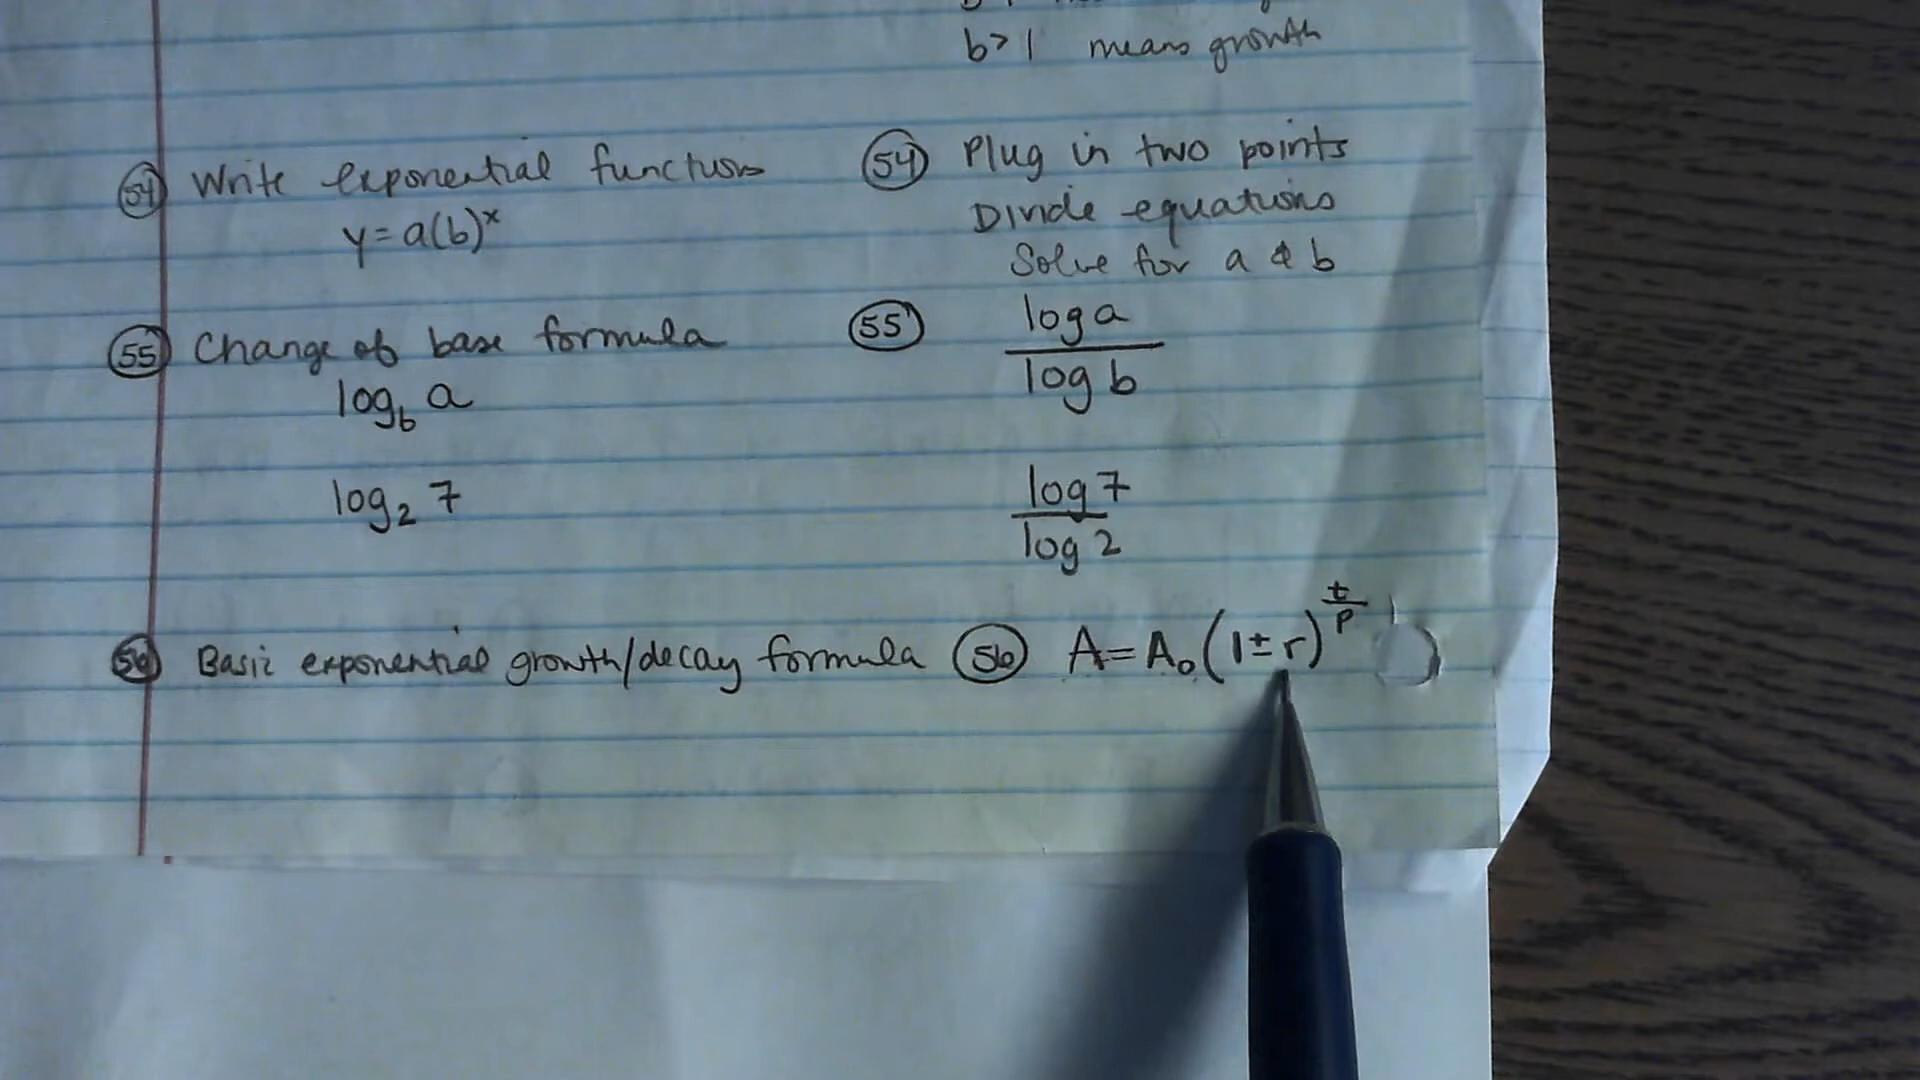 b>1 means growth
54 Write exponential functions
y=a(b)^x
54 Plug in two points
Divide equations
Solve for a & b
55 Change of base formula
log_b a
55 log a
log b
log_2 7
log 7
log 2
56 Basic exponential growth/decay formula
56 A=A_0(1±r)^(t/p)